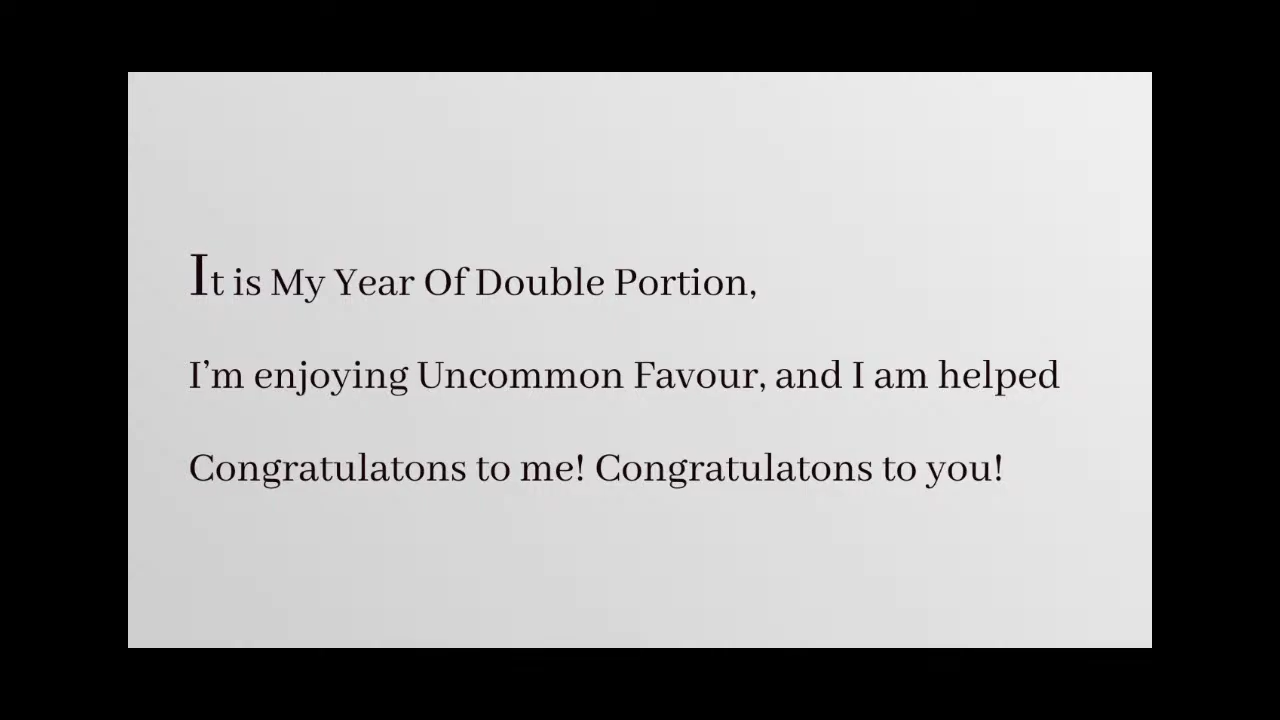 It is My Year Of Double Portion,
I’m enjoying Uncommon Favour, and I am helped
Congratulatons to me! Congratulatons to you!